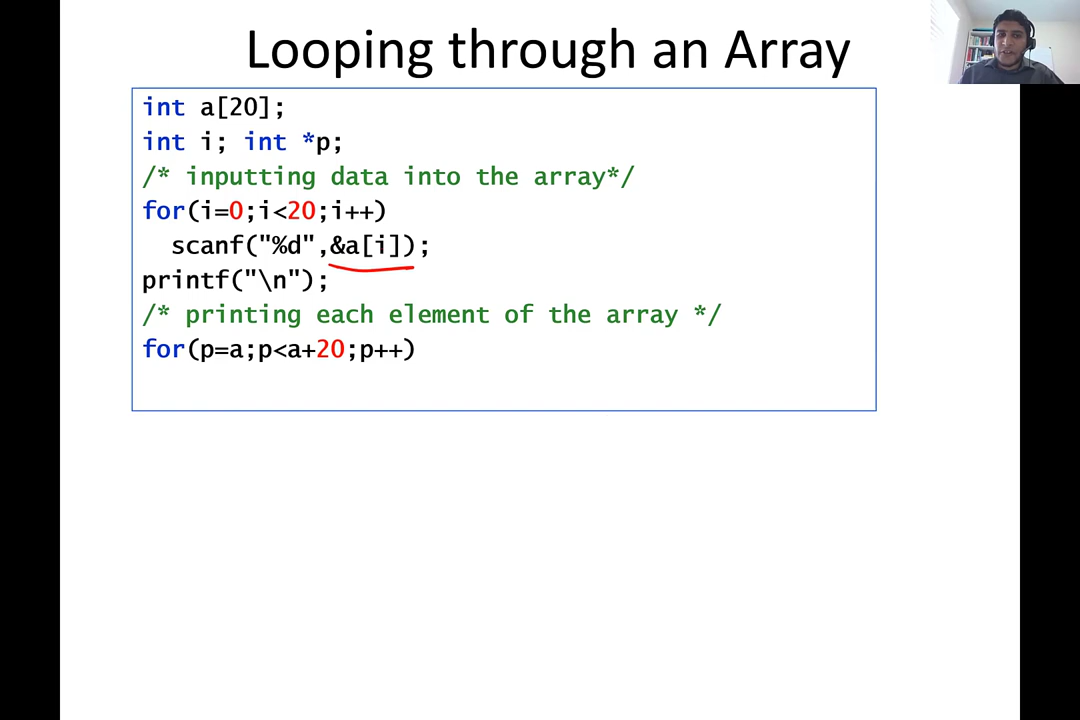 Looping through an Array
int a[20];
int i; int *p;
/* inputting data into the array*/
for(i=0;i<20;i++)
  scanf("%d",&a[i]);
printf("\n");
/* printing each element of the array */
for(p=a;p<a+20;p++)